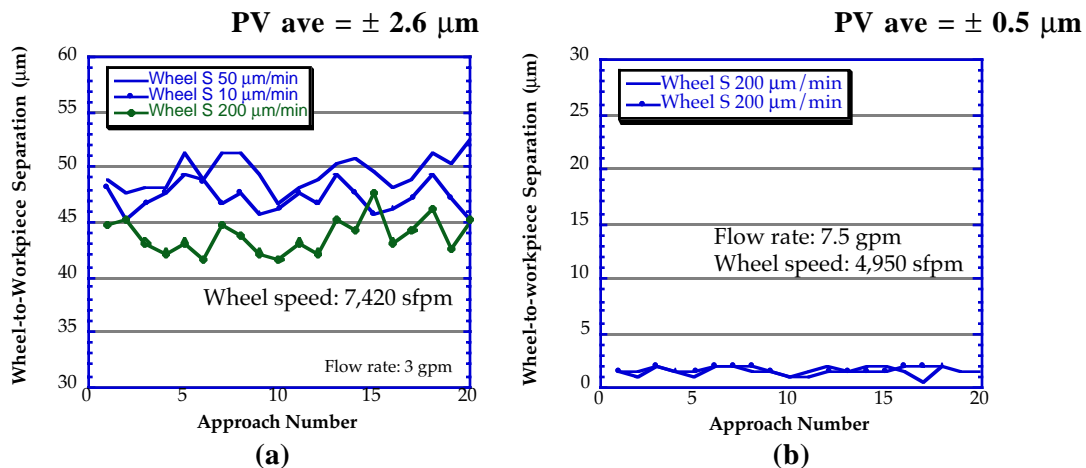 PV ave = ± 2.6 µm
PV ave = ± 0.5 µm
Wheel-to-Workpiece Separation (µm)
60
55
50
45
40
35
30
Wheel S 50 µm/min
Wheel S 10 µm/min
Wheel S 200 µm/min
Wheel speed: 7,420 sfpm
Flow rate: 3 gpm
0
5
10
15
20
Approach Number
(a)
Wheel-to-workpiece Separation (µm)
30
25
20
15
10
5
0
Wheel S 200 µm/min
Wheel S 200 µm/min
Flow rate: 7.5 gpm
Wheel speed: 4,950 sfpm
0
5
10
15
20
Approach Number
(b)